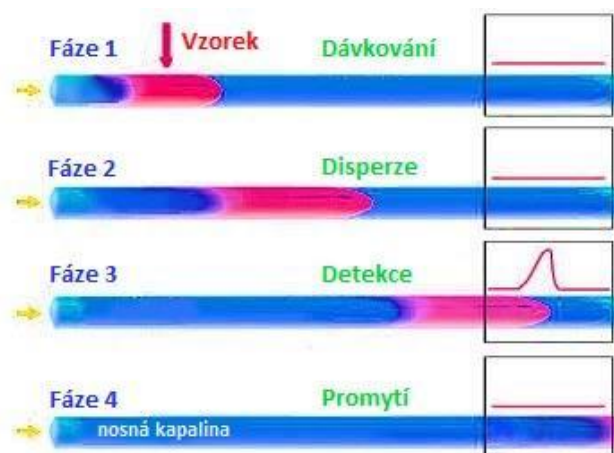 Fáze 1
Vzorek
Dávkování
Fáze 2
Disperze
Fáze 3
Detekce
Fáze 4
Promytí
nosná kapalina